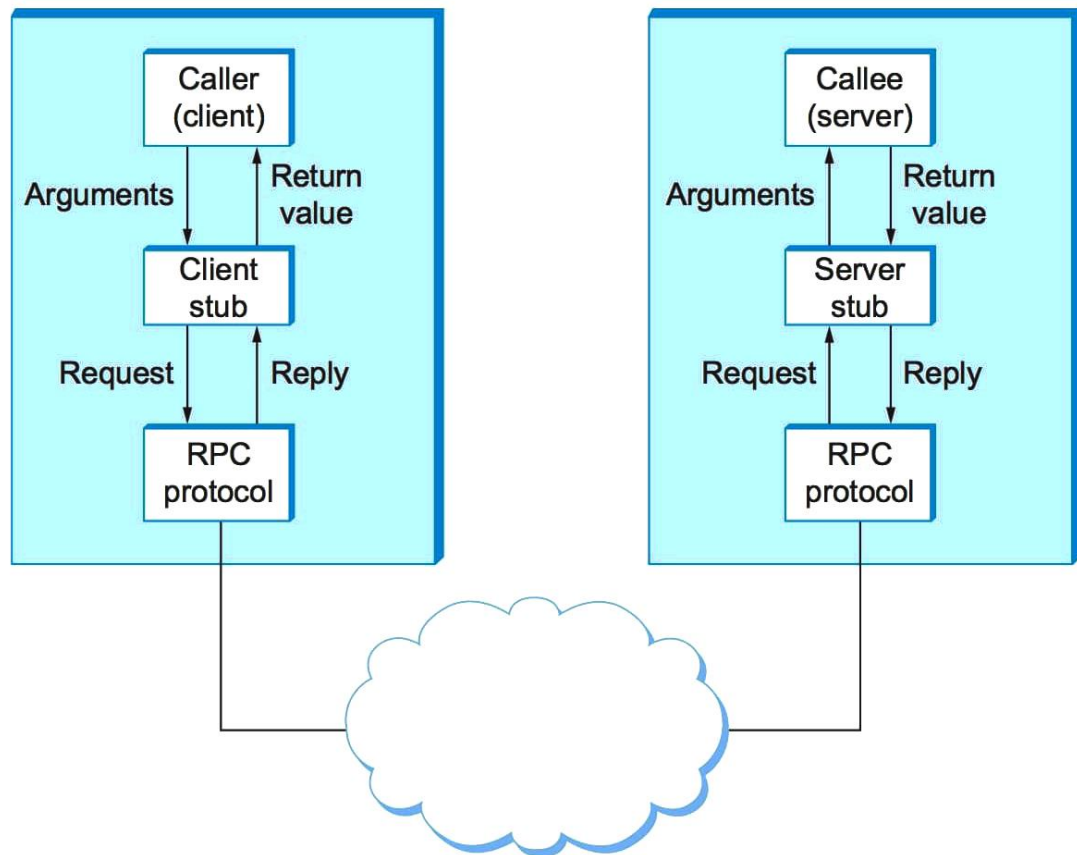 Caller
(client)
Arguments
Return
value
Client
stub
Request
Reply
RPC
protocol
Callee
(server)
Arguments
Return
value
Server
stub
Request
Reply
RPC
protocol